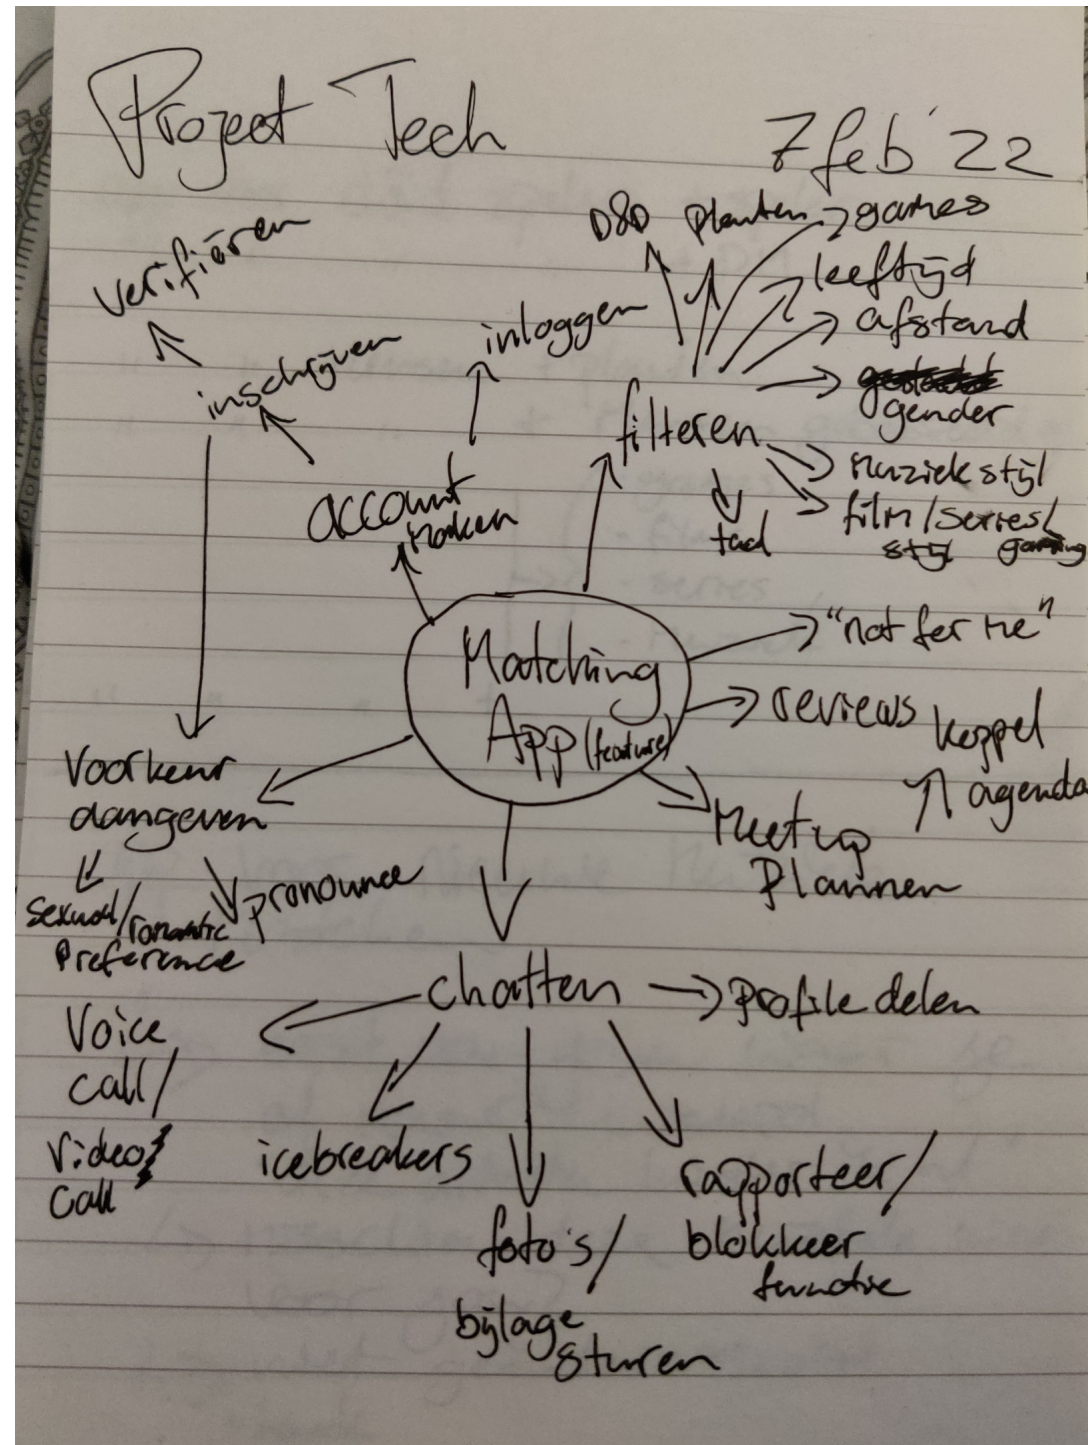 Project Tech
7 feb '22
D&D planten games
leeftijd
afstand
gender
verifiëren
inschrijven
inloggen
account
maken
filteren
muziek stijl
film/series/
stijl
taal
Matching
App (feature)
"not for me"
reviews
koppel
agenda
Meetup
Plannen
Voorkeur
aangeven
pronounce
sexual/romantic
preference
chatten
profile delen
Voice
call/
Video
call
icebreakers
foto's/
bijlage
sturen
rapporteer/
blokkeer
functie